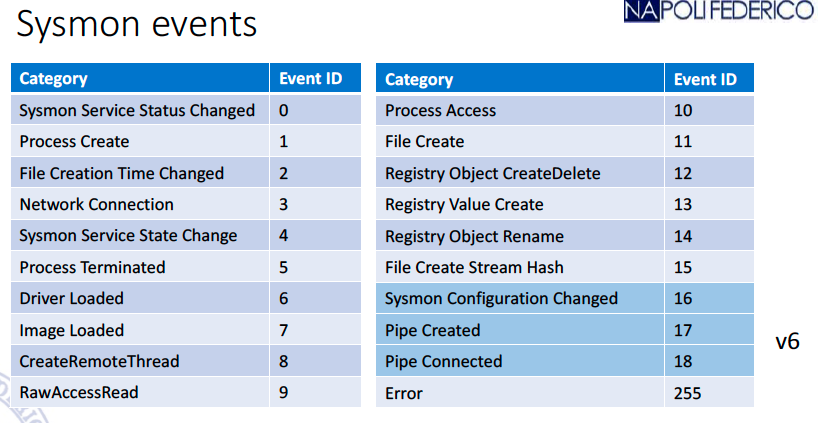 Sysmon events
NAPOLI FEDERICO
Category Event ID
Sysmon Service Status Changed 0
Process Create 1
File Creation Time Changed 2
Network Connection 3
Sysmon Service State Change 4
Process Terminated 5
Driver Loaded 6
Image Loaded 7
CreateRemoteThread 8
RawAccessRead 9
Category Event ID
Process Access 10
File Create 11
Registry Object CreateDelete 12
Registry Value Create 13
Registry Object Rename 14
File Create Stream Hash 15
Sysmon Configuration Changed 16
Pipe Created 17
Pipe Connected 18
Error 255
v6